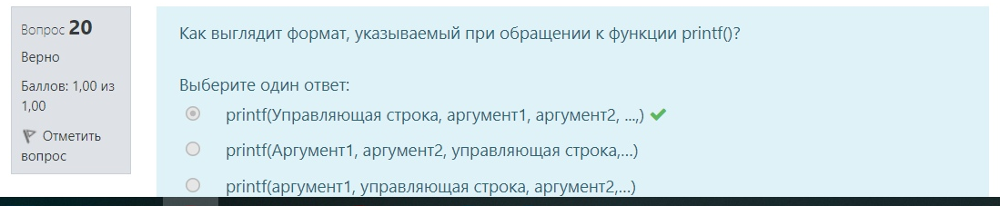 Вопрос 20
Верно
Баллов: 1,00 из
1,00
Отметить
вопрос
Как выглядит формат, указываемый при обращении к функции printf()?
Выберите один ответ:
printf(Управляющая строка, аргумент1, аргумент2, ...,)
printf(Аргумент1, аргумент2, управляющая строка,...)
printf(аргумент1, управляющая строка, аргумент2,...)